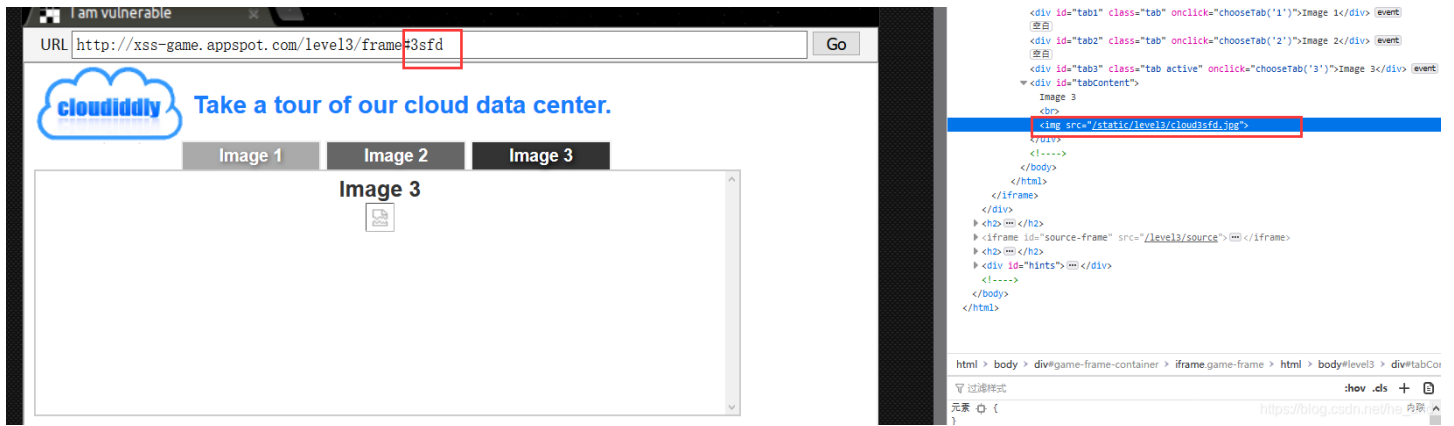 I am vulnerable
URL http://xss-game.appspot.com/level3/frame#3sfd Go
cloudiddly
Take a tour of our cloud data center.
Image 1 Image 2 Image 3
Image 3
<div id="tab1" class="tab" onclick="chooseTab('1')">Image 1</div> event
空白
<div id="tab2" class="tab" onclick="chooseTab('2')">Image 2</div> event
空白
<div id="tab3" class="tab active" onclick="chooseTab('3')">Image 3</div> event
<div id="tabContent">
Image 3
<br>
<img src="/static/level3/cloud3sfd.jpg">
</div>
<!---->
</body>
</html>
</iframe>
</div>
<h2></h2>
<iframe id="source-frame" src="/level3/source"></iframe>
<h2></h2>
<div id="hints"></div>
<!---->
</body>
</html>
html > body > div#game-frame-container > iframe.game-frame > html > body#level3 > div#tabCo
过滤样式 :hov .cls +
元素 { 内联
}